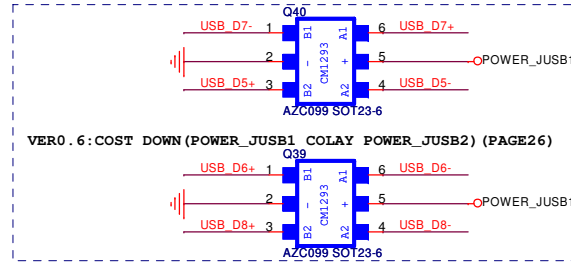 Q40
USB_D7- 1 B1 A1 6 USB_D7+
2 - CM1293 + 5 POWER_JUSB1
USB_D5+ 3 B2 A2 4 USB_D5-
AZC099 SOT23-6
VER0.6:COST DOWN(POWER_JUSB1 COLAY POWER_JUSB2)(PAGE26)
Q39
USB_D6+ 1 B1 A1 6 USB_D6-
2 - CM1293 + 5 POWER_JUSB1
USB_D8+ 3 B2 A2 4 USB_D8-
AZC099 SOT23-6